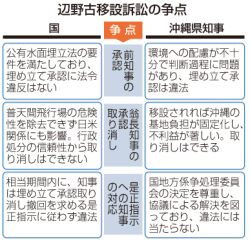 辺野古移設訴訟の争点
国
争点
沖縄県知事
公有水面埋立法の要
件を満たしており、
埋め立て承認に法令
違反はない
前知事の
承認
環境への配慮が不十
分で判断過程に問題
があり、埋め立て承
認は違法
普天間飛行場の危険
性を除去できず日米
関係にも影響。行政
処分の信頼性から取
り消しはできない
翁長知事の
承認
取り消し
移設されれば沖縄の
基地負担が固定化し、
不利益が著しい。取
り消しはできる
相当期間内に、知事
は埋め立て承認取り
消し撤回を求める是
正指示に従わず違法
是正指示
への知事
の対応
国地方係争処理委員
会の決定を尊重し、
協議による解決を図
っており、違法には
当たらない